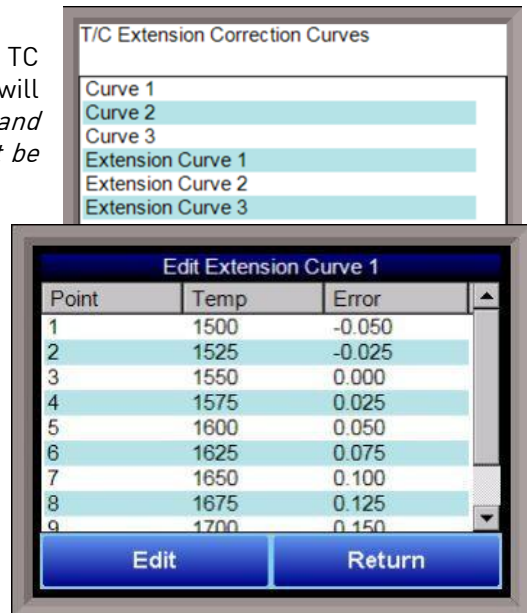 TC
will
and
be
T/C Extension Correction Curves
Curve 1
Curve 2
Curve 3
Extension Curve 1
Extension Curve 2
Extension Curve 3
Edit Extension Curve 1
Point Temp Error
1 1500 -0.050
2 1525 -0.025
3 1550 0.000
4 1575 0.025
5 1600 0.050
6 1625 0.075
7 1650 0.100
8 1675 0.125
9 1700 0.150
Edit Return